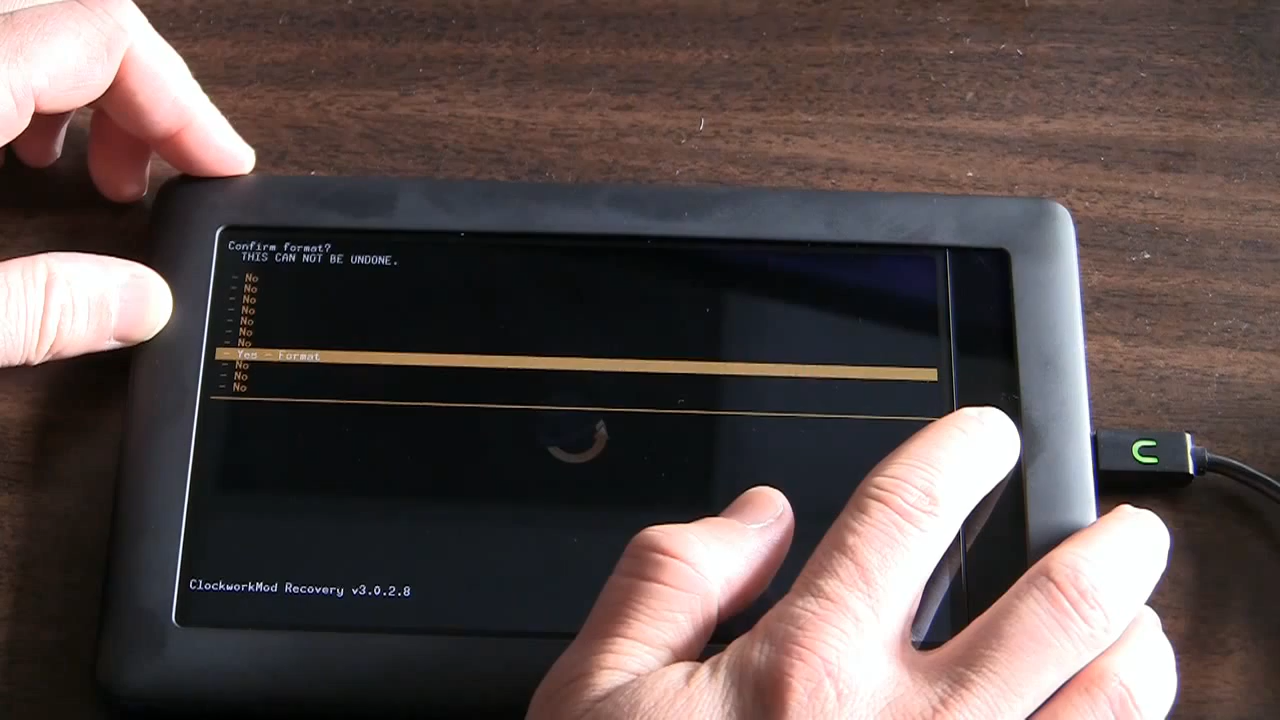 Confirm format?
THIS CAN NOT BE UNDONE.
- No
- No
- No
- No
- No
- No
- No
- Yes - Format
- No
- No
- No
ClockworkMod Recovery v3.0.2.8